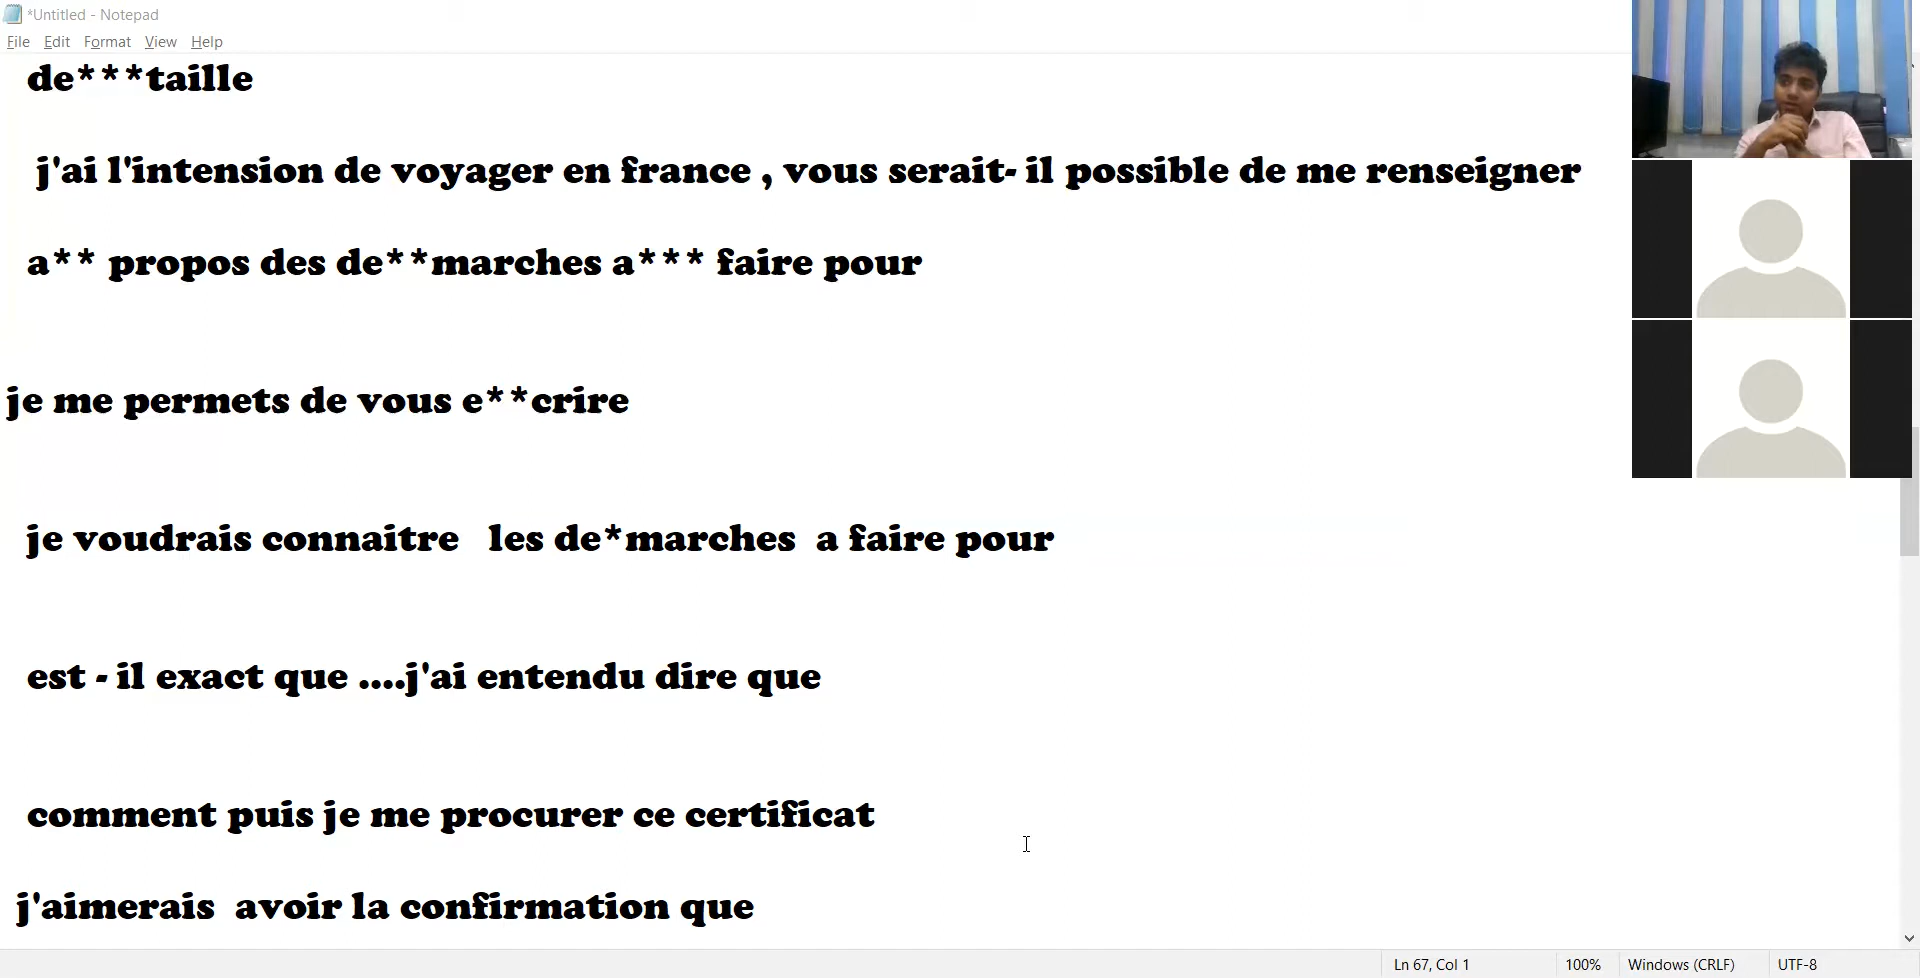 *Untitled - Notepad
File Edit Format View Help
de***taille
j'ai l'intension de voyager en france , vous serait- il possible de me renseigner
a** propos des de**marches a*** faire pour
je me permets de vous e**crire
je voudrais connaitre   les de*marches  a faire pour
est - il exact que ....j'ai entendu dire que
comment puis je me procurer ce certificat
j'aimerais  avoir la confirmation que
Ln 67, Col 1 100% Windows (CRLF) UTF-8